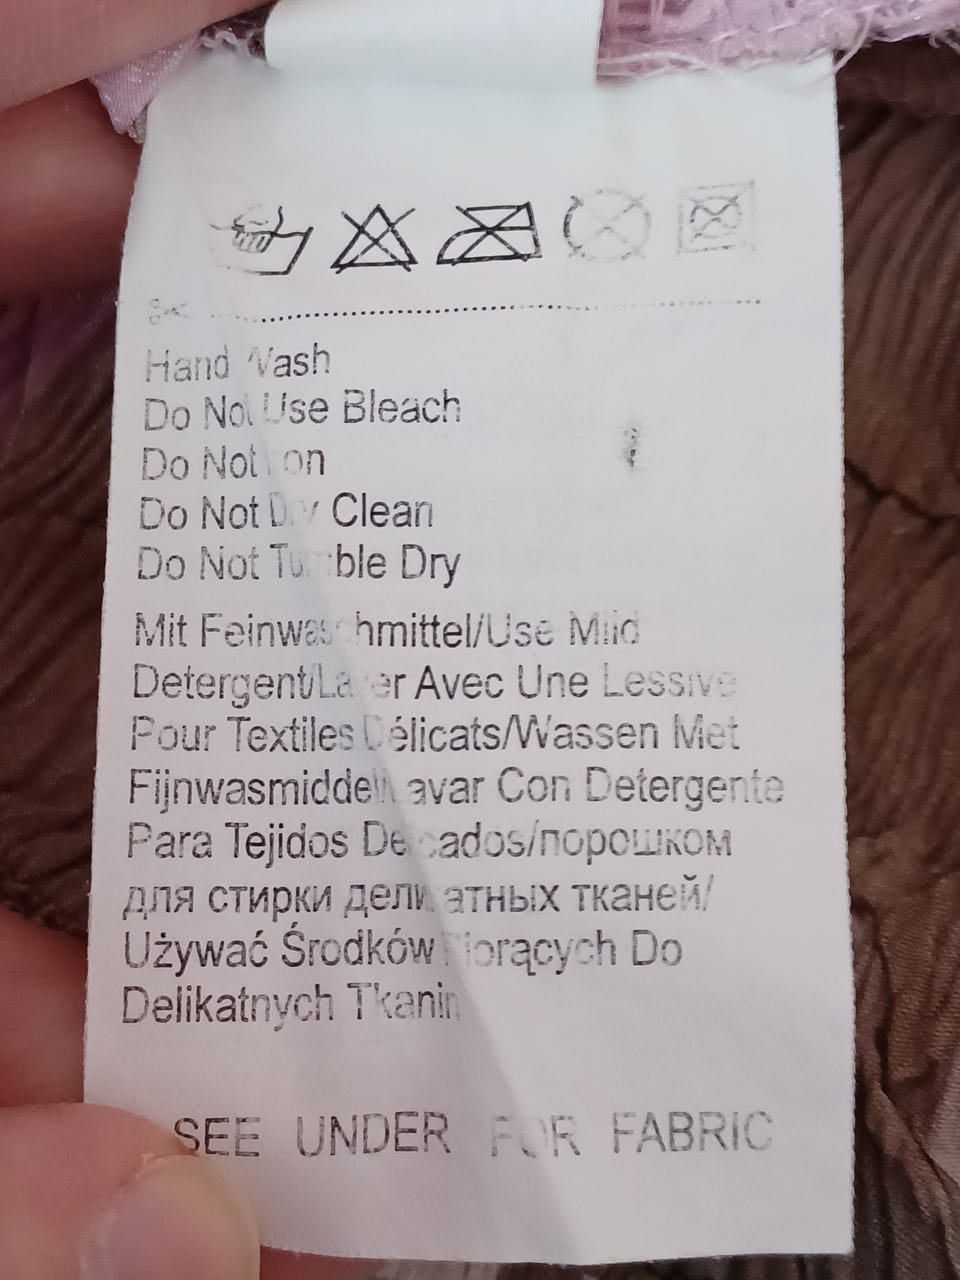 Hand Wash
Do Not Use Bleach
Do Not Iron
Do Not Dry Clean
Do Not Tumble Dry
Mit Feinwaschmittel/Use Mild
Detergent/Laver Avec Une Lessive
Pour Textiles Délicats/Wassen Met
Fijnwasmiddel/Lavar Con Detergente
Para Tejidos Delicados/порошком
для стирки деликатных тканей/
Używać Środków Piorących Do
Delikatnych Tkanin
SEE UNDER FOR FABRIC